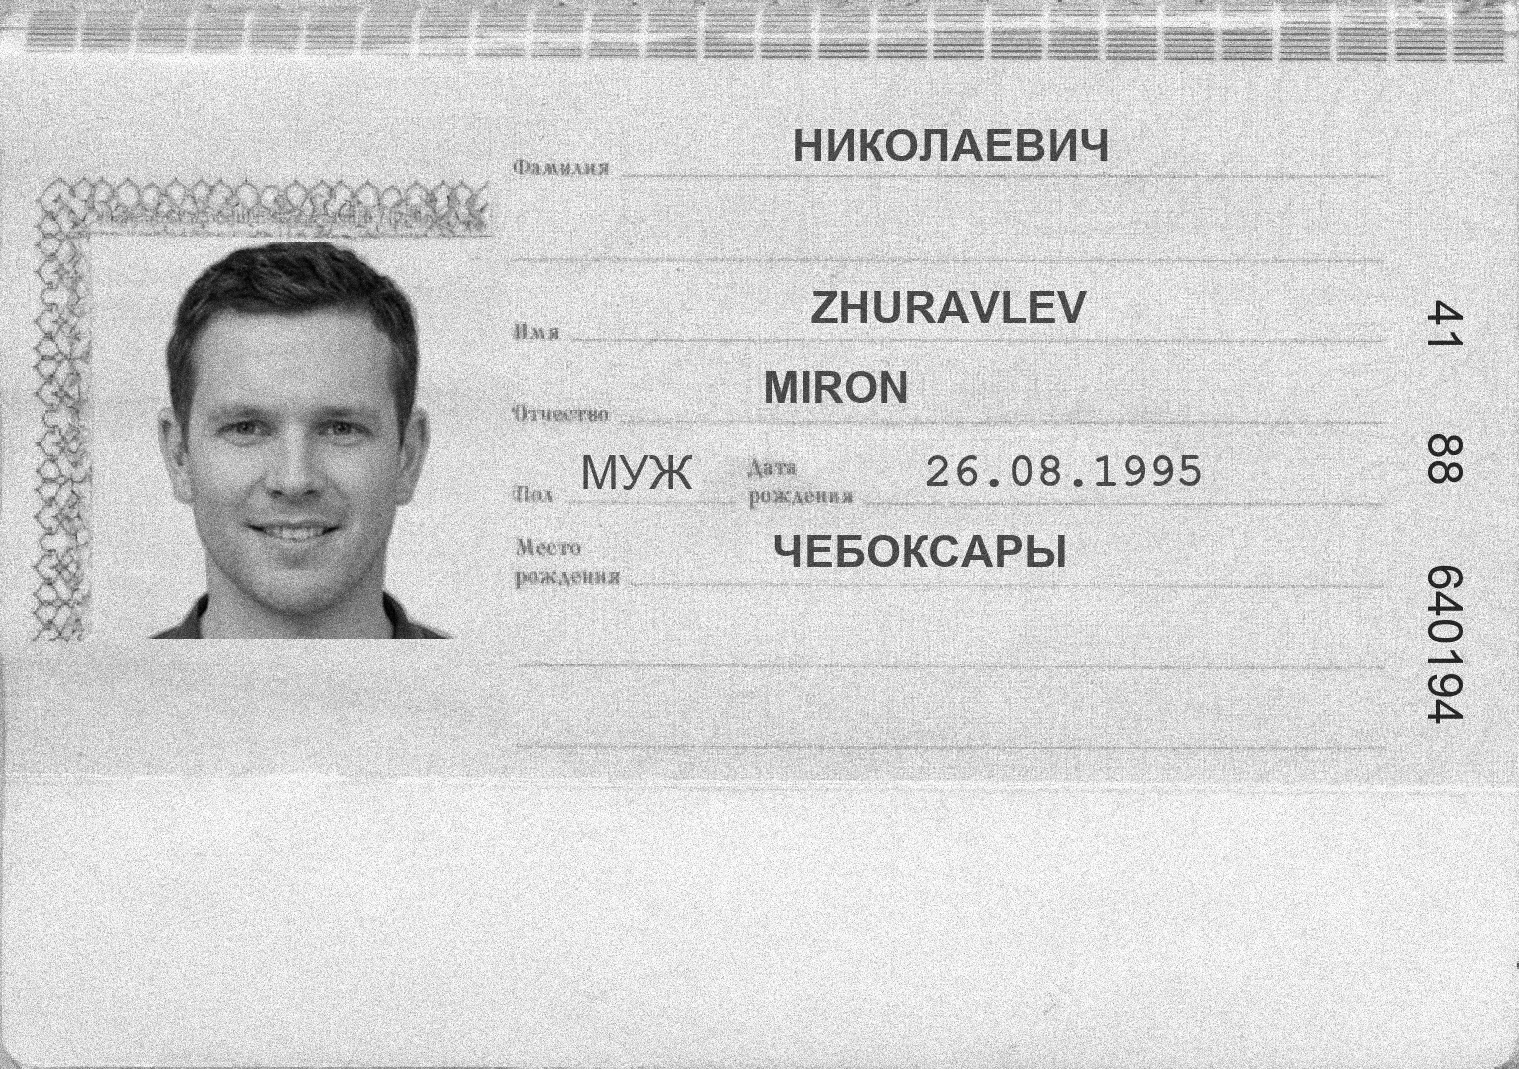 Фамилия НИКОЛАЕВИЧ
Имя ZHURAVLEV
Отчество MIRON
Пол МУЖ Дата рождения 26.08.1995
Место рождения ЧЕБОКСАРЫ
41 88 640194